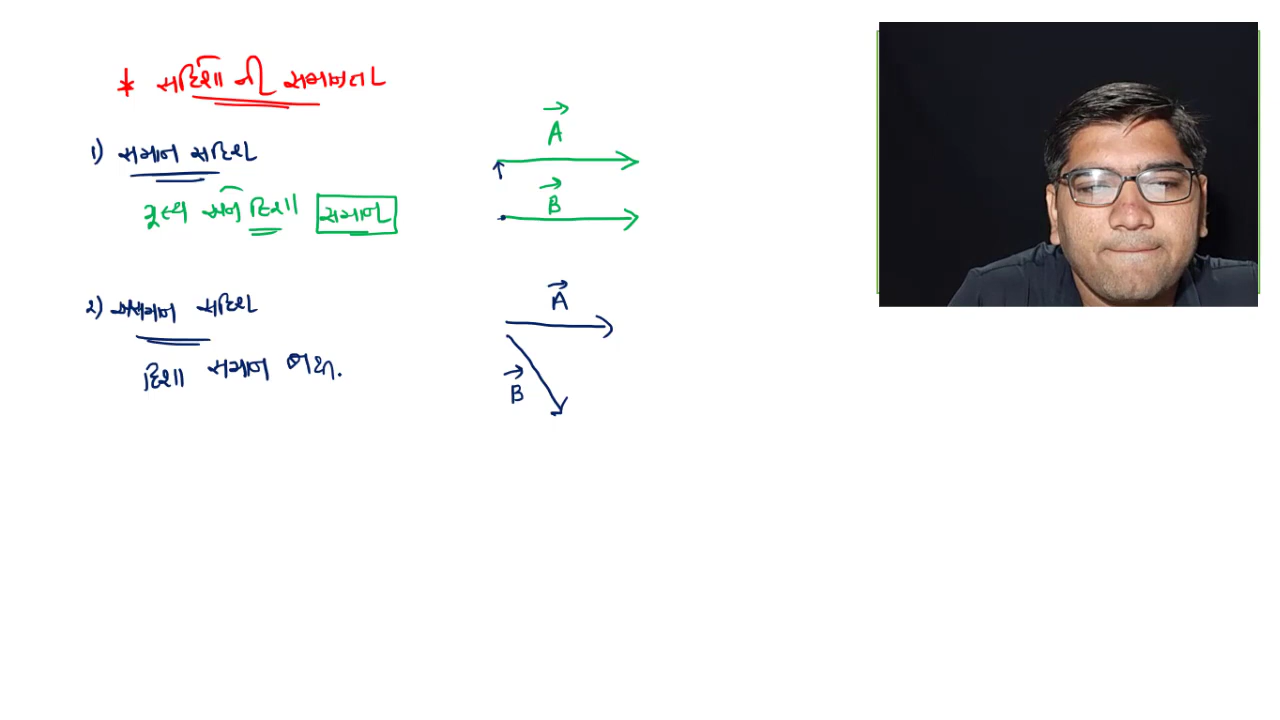 * સદિશો ની સમાનતા
A
1) સમાન સદિશ
B
મૂલ્ય અને દિશા સમાન
A
2) અસમાન સદિશ
દિશા સમાન નથી.
B